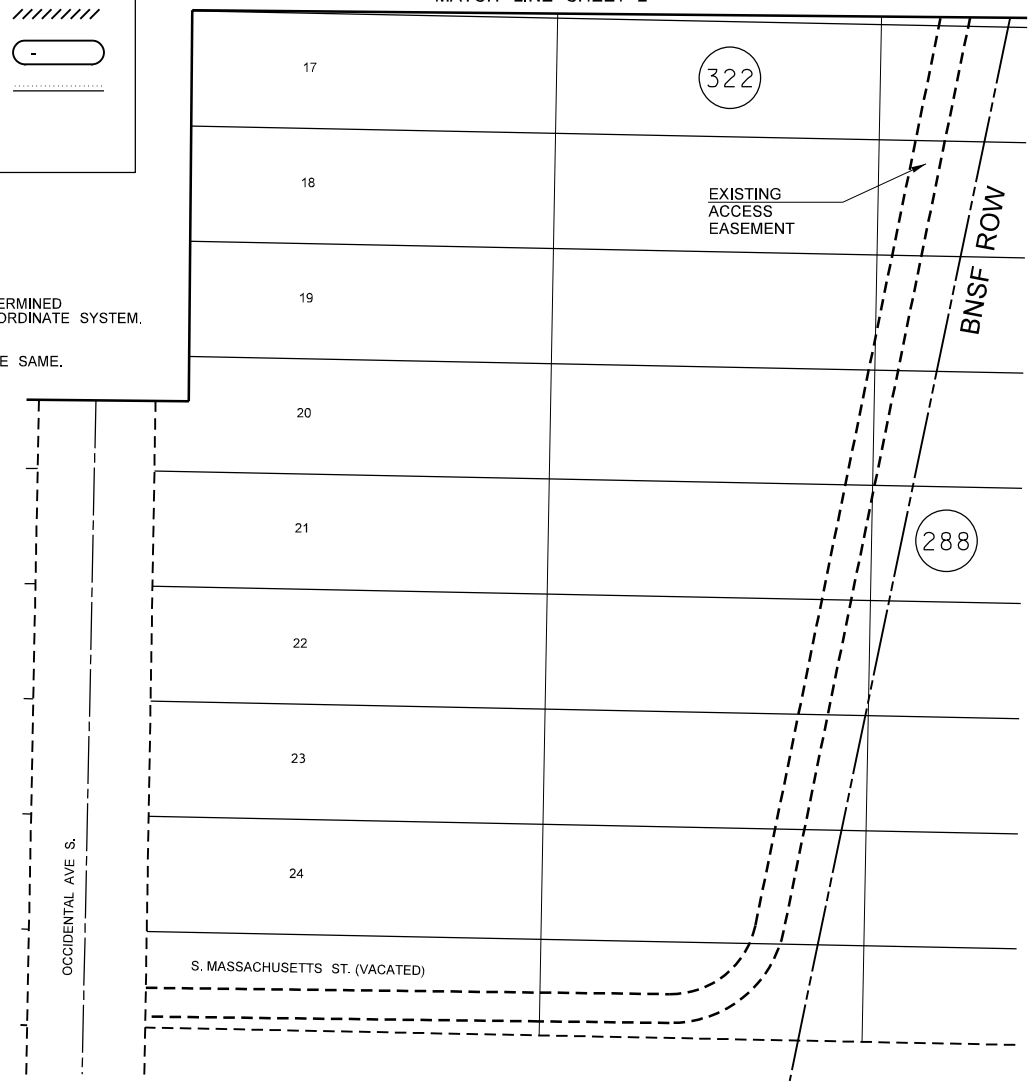 17
322
18
EXISTING
ACCESS
EASEMENT
BNSF ROW
19
ERMINED
ORDINATE SYSTEM.
E SAME.
20
21
288
22
23
24
OCCIDENTAL AVE S.
S. MASSACHUSETTS ST. (VACATED)